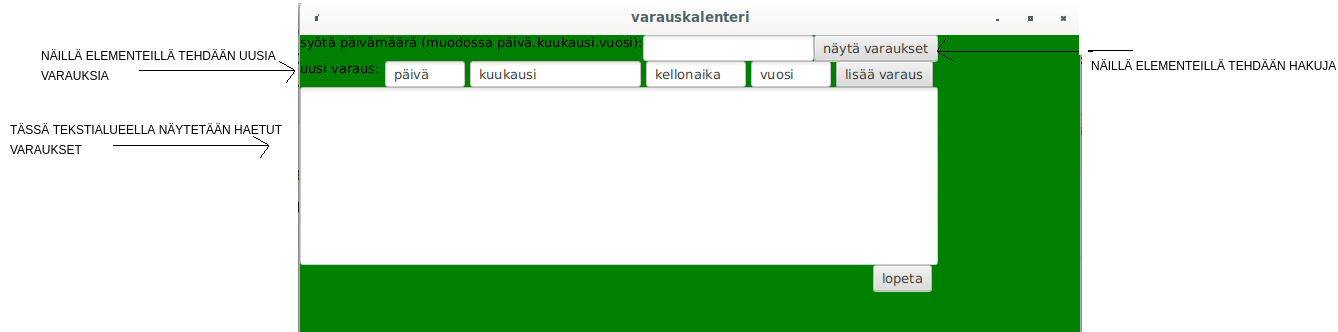 varauskalenteri
syötä päivämäärä (muodossa päivä.kuukausi.vuosi):
näytä varaukset
NÄILLÄ ELEMENTEILLÄ TEHDÄÄN UUSIA
VARAUKSIA
NÄILLÄ ELEMENTEILLÄ TEHDÄÄN HAKUJA
uusi varaus: päivä kuukausi kellonaika vuosi lisää varaus
TÄSSÄ TEKSTIALUEELLA NÄYTETÄÄN HAETUT
VARAUKSET
lopeta